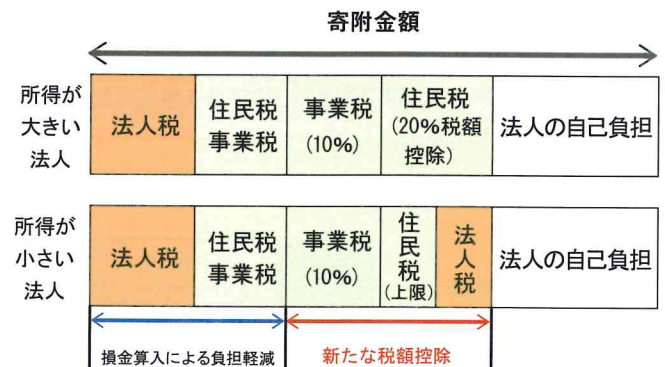 寄附金額
所得が
大きい
法人
法人税
住民税
事業税
事業税
(10%)
住民税
(20%税額
控除)
法人の自己負担
所得が
小さい
法人
法人税
住民税
事業税
事業税
(10%)
住民税
(上限)
法人税
法人の自己負担
損金算入による負担軽減
新たな税額控除